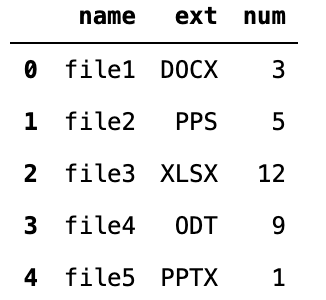 name ext num
0 file1 DOCX 3
1 file2 PPS 5
2 file3 XLSX 12
3 file4 ODT 9
4 file5 PPTX 1